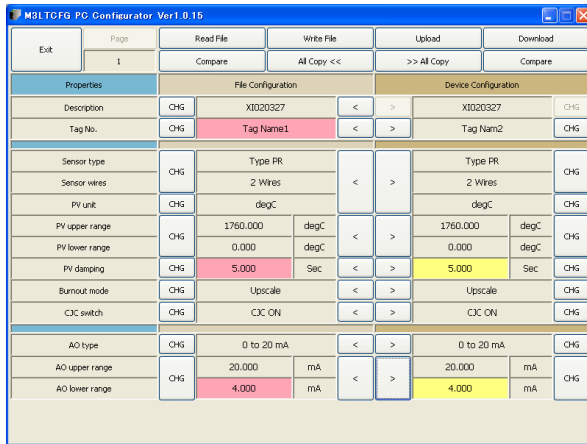 M3LTCFG PC Configurator Ver1.0.15
Exit Page Read File Write File Upload Download
1 Compare All Copy << >> All Copy Compare
Properties File Configuration Device Configuration
Description CHG XI020327 < > XI020327 CHG
Tag No. CHG Tag Name1 < > Tag Nam2 CHG
Sensor type CHG Type PR < > Type PR CHG
Sensor wires 2 Wires 2 Wires
PV unit CHG degC degC CHG
PV upper range CHG 1760.000 degC < > 1760.000 degC CHG
PV lower range 0.000 degC 0.000 degC
PV damping CHG 5.000 Sec < > 5.000 Sec CHG
Burnout mode CHG Upscale < > Upscale CHG
CJC switch CHG CJC ON < > CJC ON CHG
AO type CHG 0 to 20 mA < > 0 to 20 mA CHG
AO upper range CHG 20.000 mA < > 20.000 mA CHG
AO lower range 4.000 mA 4.000 mA